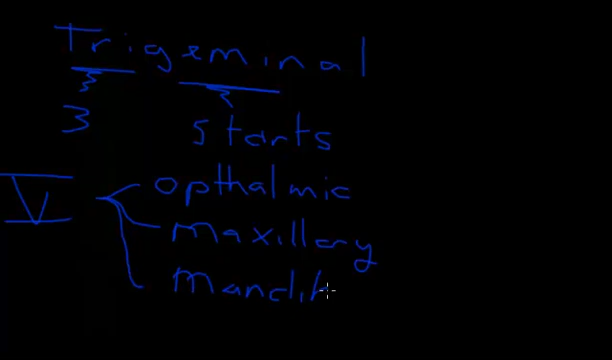 Trigeminal
3 starts
V opthalmic
maxillary
mandib